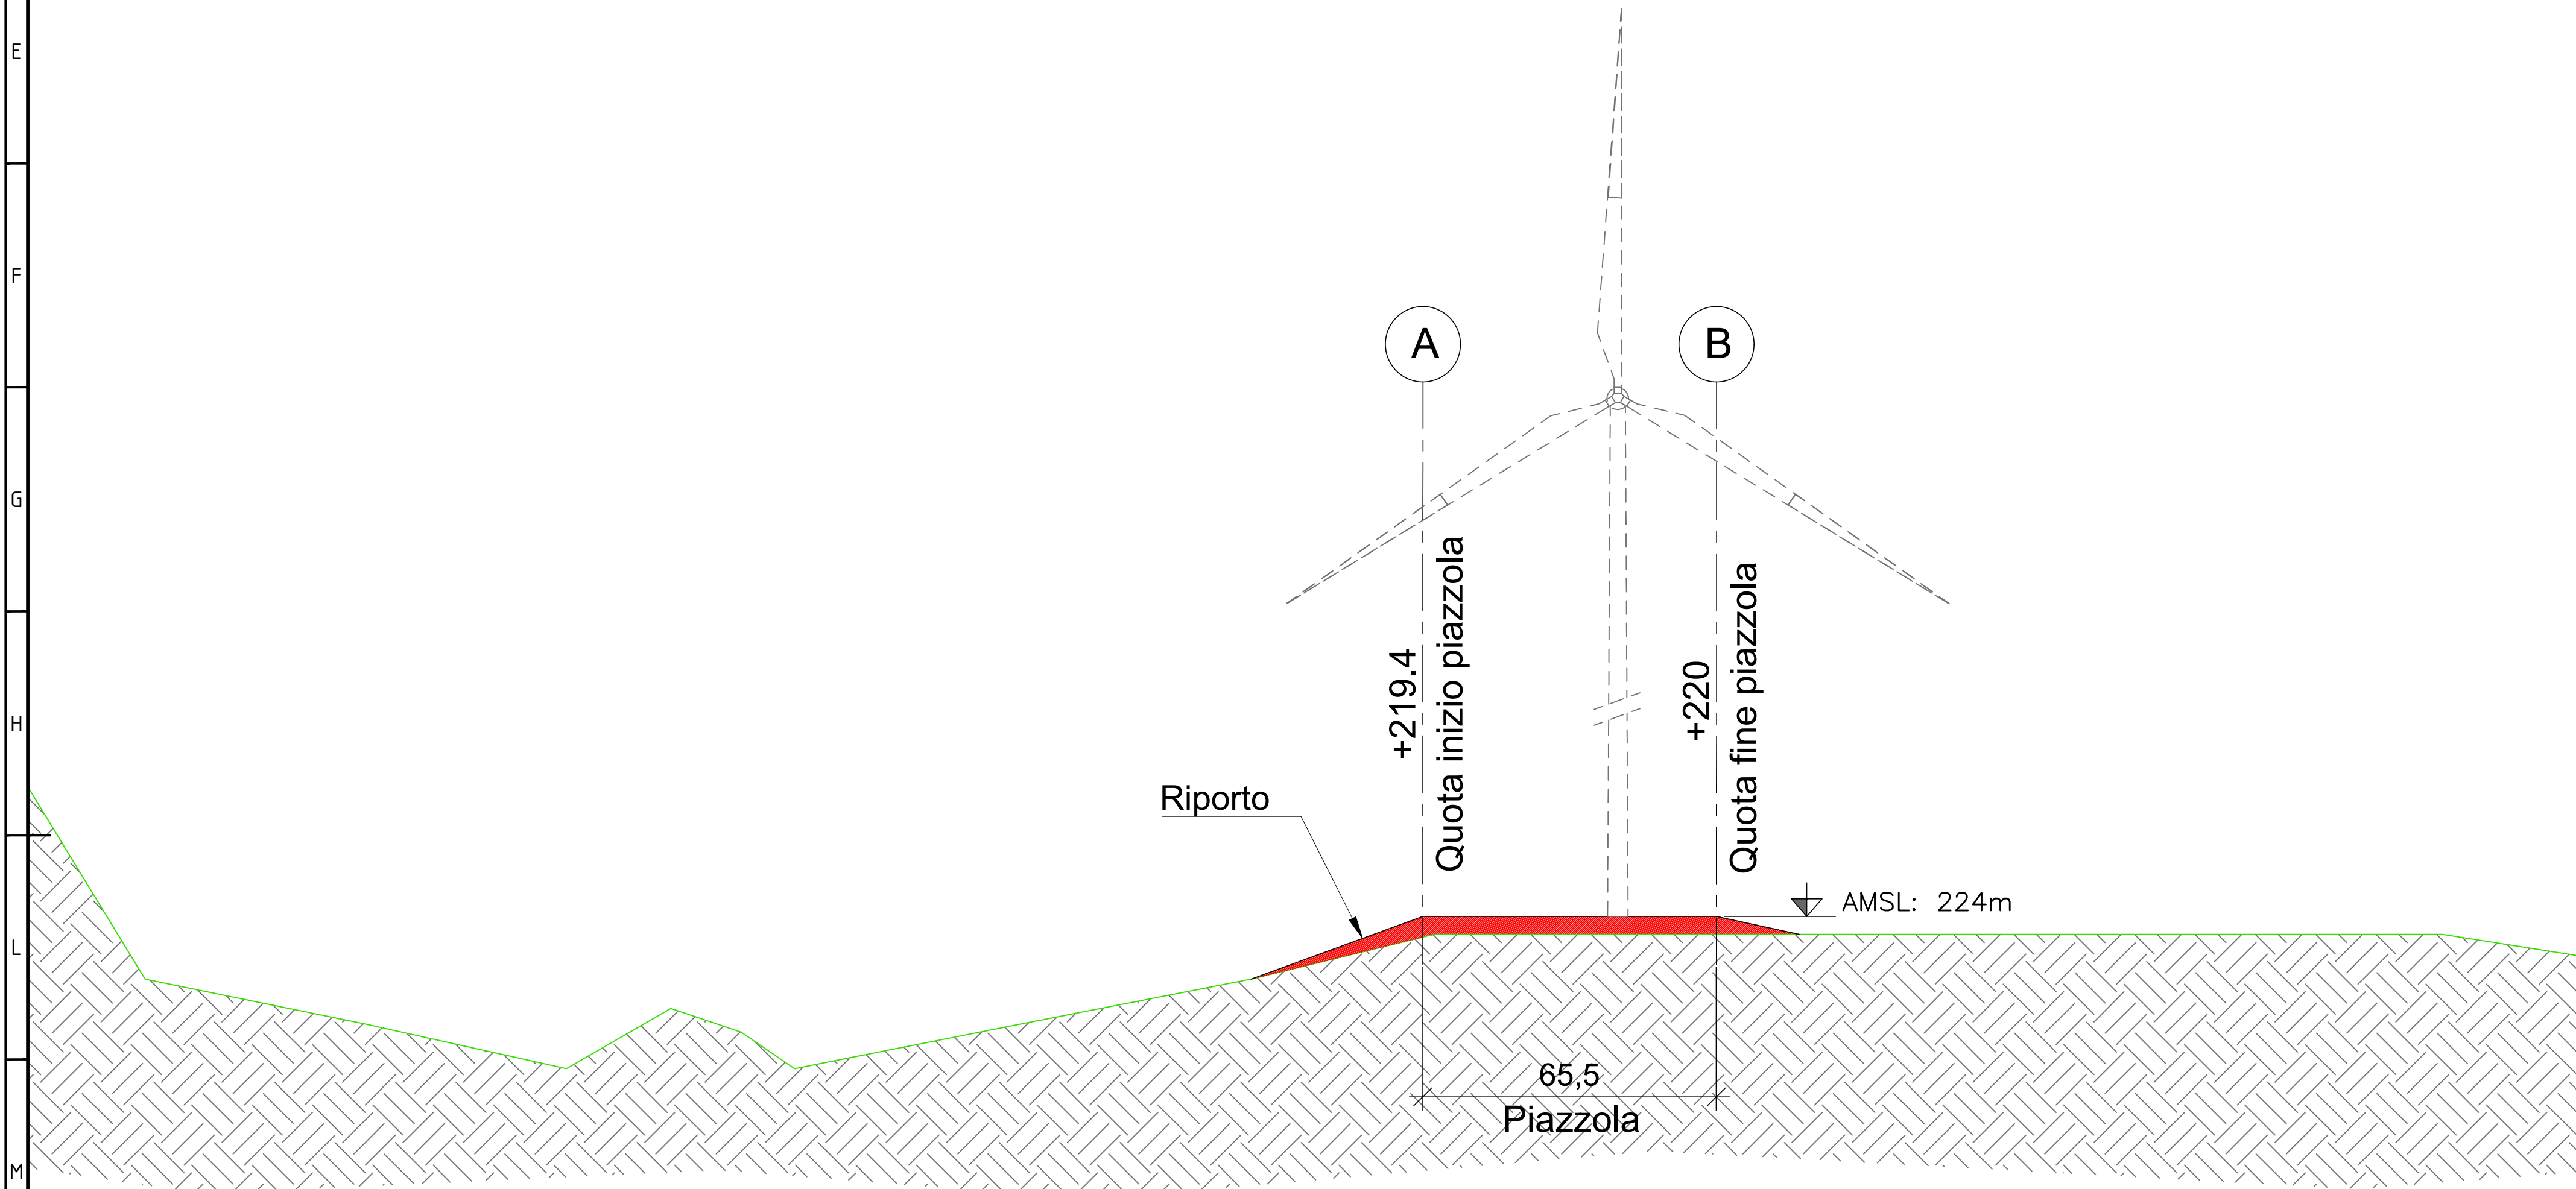 E
F
G
H
L
M
A
B
+219.4
Quota inizio piazzola
+220
Quota fine piazzola
Riporto
AMSL: 224m
65,5
Piazzola